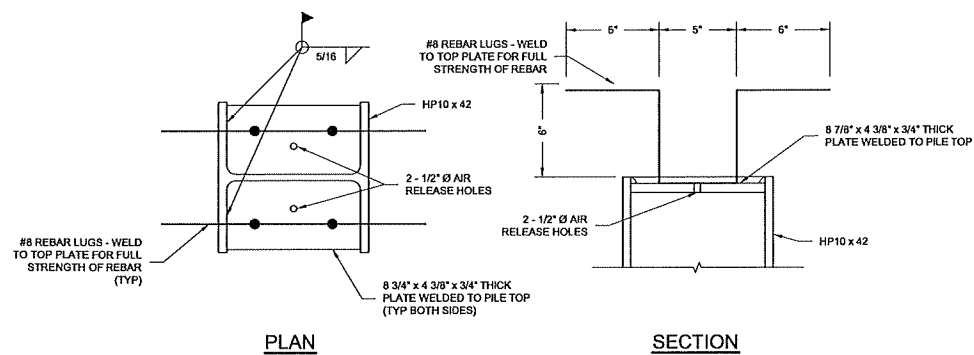 5/16
HP10 x 42
2 - 1/2" Ø AIR
RELEASE HOLES
#8 REBAR LUGS - WELD
TO TOP PLATE FOR FULL
STRENGTH OF REBAR
(TYP)
8 3/4" x 4 3/8" x 3/4" THICK
PLATE WELDED TO PILE TOP
(TYP BOTH SIDES)
PLAN
6"
5"
6"
#8 REBAR LUGS - WELD
TO TOP PLATE FOR FULL
STRENGTH OF REBAR
6"
8 7/8" x 4 3/8" x 3/4" THICK
PLATE WELDED TO PILE TOP
2 - 1/2" Ø AIR
RELEASE HOLES
HP10 x 42
SECTION